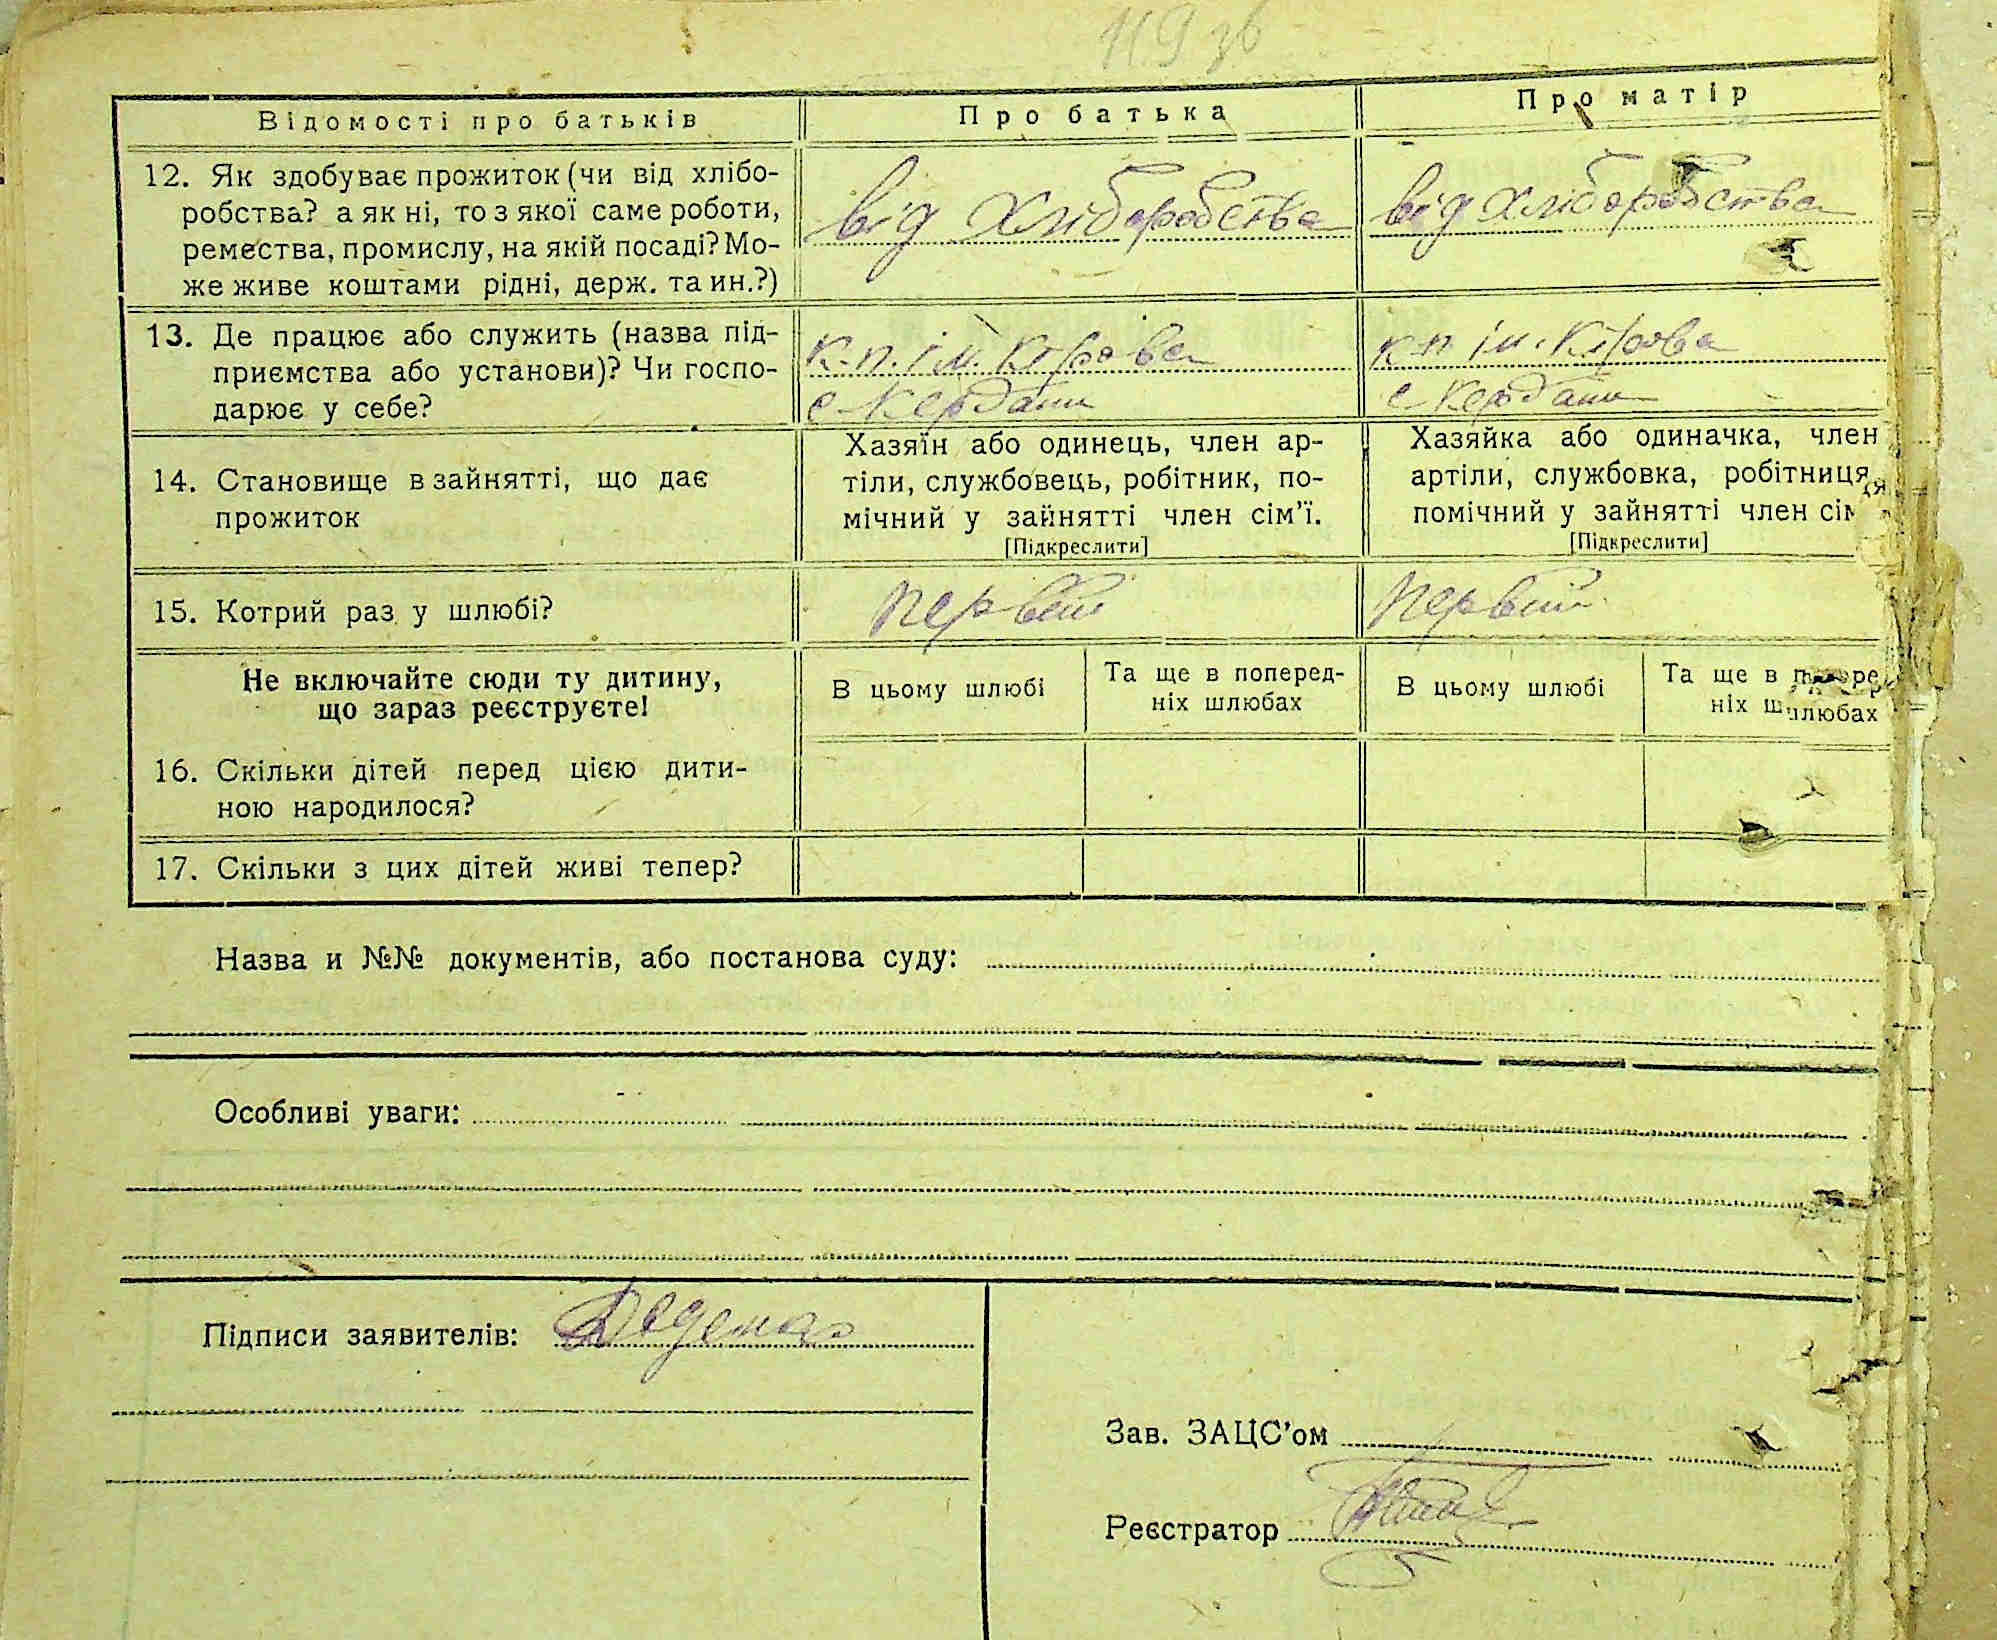 119 зв
Відомості про батьків
Про батька
Про матір
12. Як здобуває прожиток (чи від хлібо-
робства? а як ні, то з якої саме роботи,
ремества, промислу, на якій посаді? Мо-
же живе коштами рідні, держ. та ин.?)
від хліборобства
від хліборобства
13. Де працює або служить (назва під-
приємства або установи)? Чи госпо-
дарює у себе?
к-п. ім. Кірова
с Кердани
к-п ім. Кірова
с Кердани
14. Становище в зайнятті, що дає
прожиток
Хазяїн або одинець, член ар-
тіли, службовець, робітник, по-
мічний у зайнятті член сім'ї.
[Підкреслити]
Хазяйка або одиначка, член
артіли, службовка, робітниця,
помічний у зайнятті член сім
[Підкреслити]
15. Котрий раз у шлюбі?
первий
первий
Не включайте сюди ту дитину,
що зараз реєструєте!
В цьому шлюбі
Та ще в поперед-
ніх шлюбах
В цьому шлюбі
Та ще в попере
ніх шлюбах
16. Скільки дітей перед цією дити-
ною народилося?
17. Скільки з цих дітей живі тепер?
Назва и №№ документів, або постанова суду:
Особливі уваги:
Підписи заявителів:
Зав. ЗАЦС'ом
Реєстратор